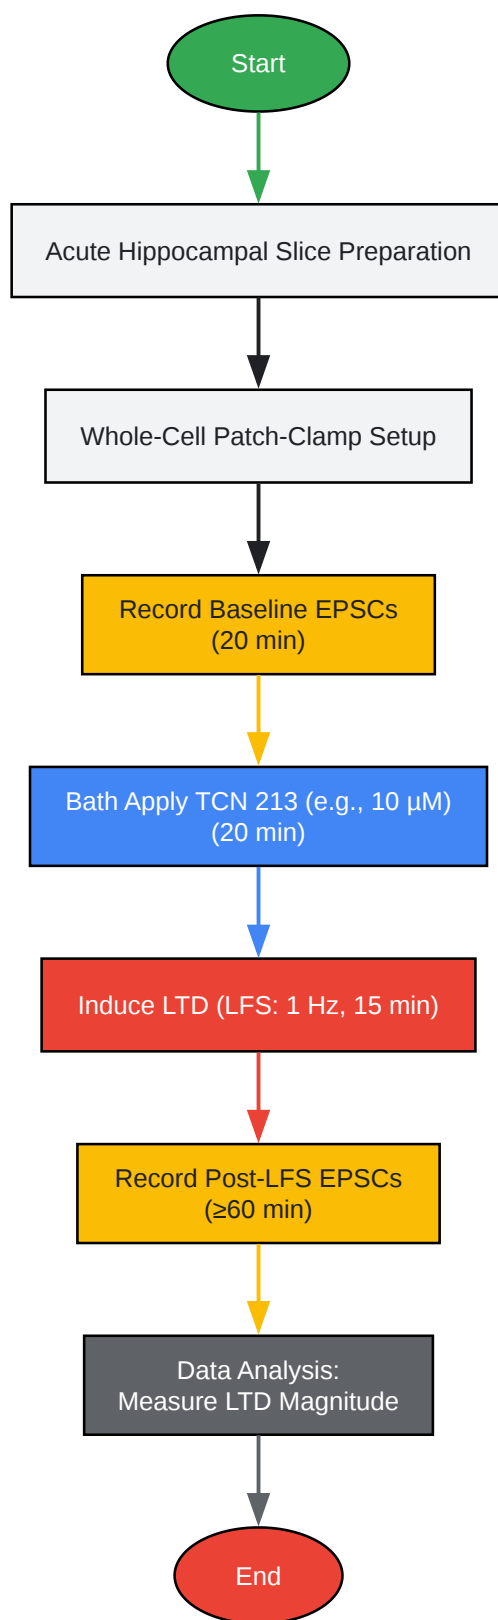 Start
Acute Hippocampal Slice Preparation
Whole-Cell Patch-Clamp Setup
Record Baseline EPSCs
(20 min)
Bath Apply TCN 213 (e.g., 10 µM)
(20 min)
Induce LTD (LFS: 1 Hz, 15 min)
Record Post-LFS EPSCs
(≥60 min)
Data Analysis:
Measure LTD Magnitude
End